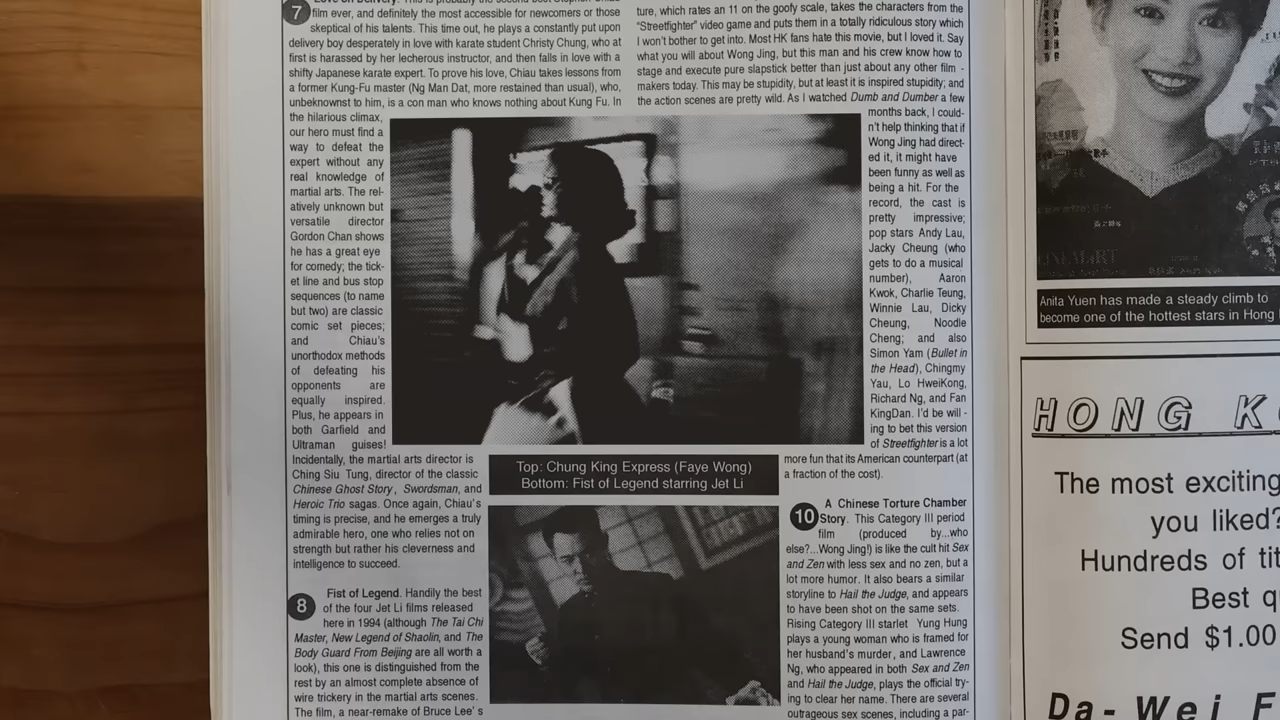 7
film ever, and definitely the most accessible for newcomers or those
skeptical of his talents. This time out, he plays a constantly put upon
delivery boy desperately in love with karate student Christy Chung, who at
first is harassed by her lecherous instructor, and then falls in love with a
shifty Japanese karate expert. To prove his love, Chiau takes lessons from
a former Kung-Fu master (Ng Man Dat, more restained than usual), who,
unbeknownst to him, is a con man who knows nothing about Kung Fu. In
the hilarious climax,
our hero must find a
way to defeat the
expert without any
real knowledge of
martial arts. The rel-
atively unknown but
versatile director
Gordon Chan shows
he has a great eye
for comedy; the tick-
et line and bus stop
sequences (to name
but two) are classic
comic set pieces;
and Chiau's
unorthodox methods
of defeating his
opponents are
equally inspired.
Plus, he appears in
both Garfield and
Ultraman guises!
Incidentally, the martial arts director is
Ching Siu Tung, director of the classic
Chinese Ghost Story, Swordsman, and
Heroic Trio sagas. Once again, Chiau's
timing is precise, and he emerges a truly
admirable hero, one who relies not on
strength but rather his cleverness and
intelligence to succeed.
8
Fist of Legend. Handily the best
of the four Jet Li films released
here in 1994 (although The Tai Chi
Master, New Legend of Shaolin, and The
Body Guard From Beijing are all worth a
look), this one is distinguished from the
rest by an almost complete absence of
wire trickery in the martial arts scenes.
The film, a near-remake of Bruce Lee's
Top: Chung King Express (Faye Wong)
Bottom: Fist of Legend starring Jet Li
ture, which rates an 11 on the goofy scale, takes the characters from the
"Streetfighter" video game and puts them in a totally ridiculous story which
I won't bother to get into. Most HK fans hate this movie, but I loved it. Say
what you will about Wong Jing, but this man and his crew know how to
stage and execute pure slapstick better than just about any other film -
makers today. This may be stupidity, but at least it is inspired stupidity; and
the action scenes are pretty wild. As I watched Dumb and Dumber a few
months back, I could-
n't help thinking that if
Wong Jing had direct-
ed it, it might have
been funny as well as
being a hit. For the
record, the cast is
pretty impressive;
pop stars Andy Lau,
Jacky Cheung (who
gets to do a musical
number), Aaron
Kwok, Charlie Teung,
Winnie Lau, Dicky
Cheung, Noodle
Cheng; and also
Simon Yam (Bullet in
the Head), Chingmy
Yau, Lo HweiKong,
Richard Ng, and Fan
KingDan. I'd be will -
ing to bet this version
of Streetfighter is a lot
more fun that its American counterpart (at
a fraction of the cost).
10
A Chinese Torture Chamber
Story. This Category III period
film (produced by...who
else?...Wong Jing!) is like the cult hit Sex
and Zen with less sex and no zen, but a
lot more humor. It also bears a similar
storyline to Hail the Judge, and appears
to have been shot on the same sets.
Rising Category III starlet Yung Hung
plays a young woman who is framed for
her husband's murder, and Lawrence
Ng, who appeared in both Sex and Zen
and Hail the Judge, plays the official try-
ing to clear her name. There are several
outrageous sex scenes, including a par-
Anita Yuen has made a steady climb to
become one of the hottest stars in Hong
HONG K
The most exciting
you liked?
Hundreds of tit
Best q
Send $1.00
Da-Wei F